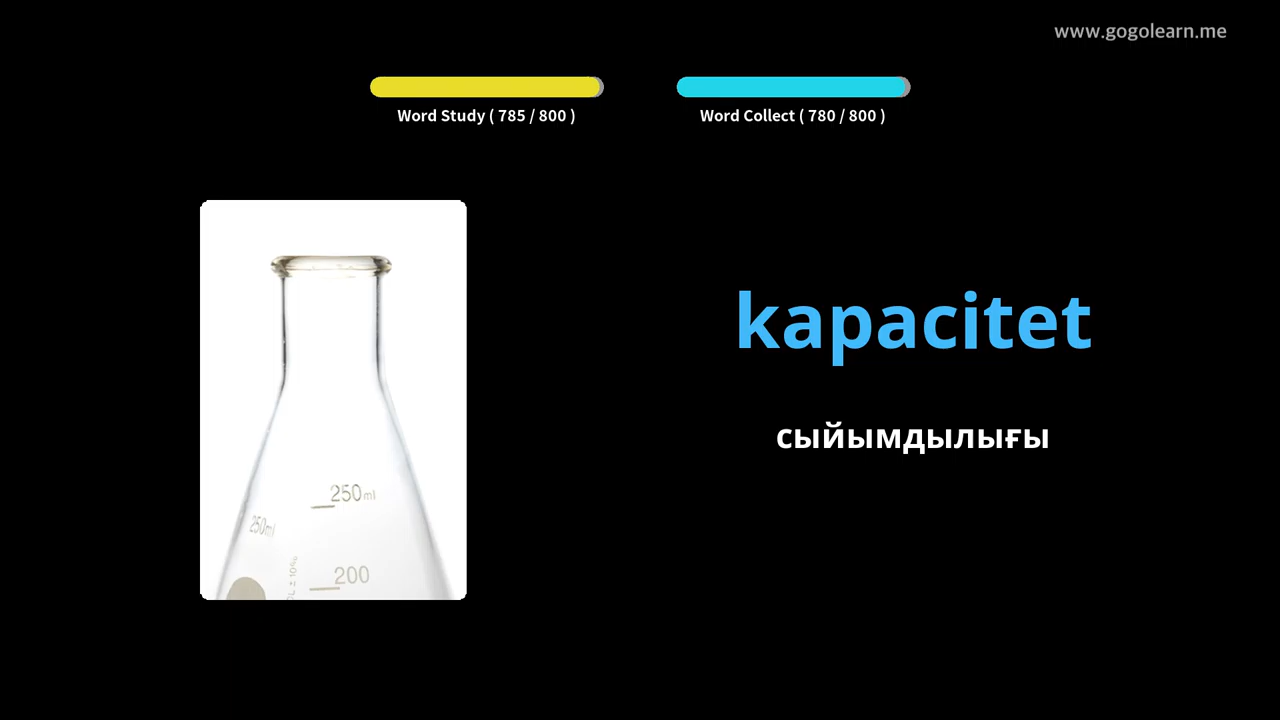 www.gogolearn.me
Word Study ( 785 / 800 )
Word Collect ( 780 / 800 )
kapacitet
сыйымдылығы
250ml
250ml
200